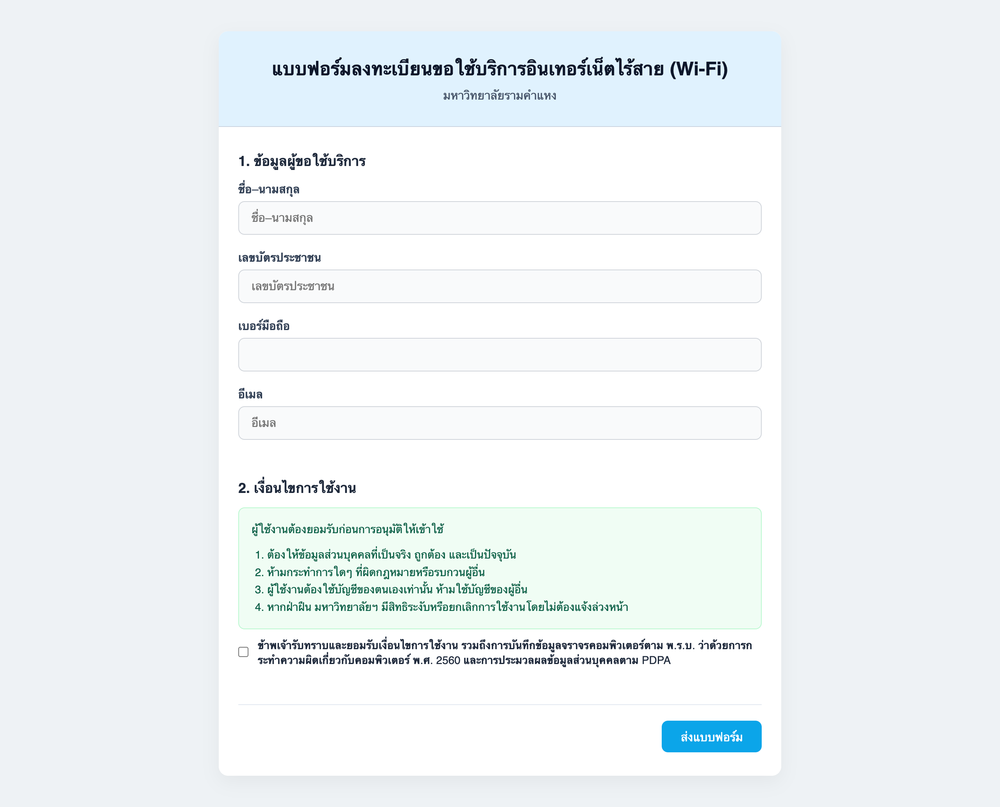 แบบฟอร์มลงทะเบียนขอใช้บริการอินเทอร์เน็ตไร้สาย (Wi-Fi)
มหาวิทยาลัยรามคำแหง
1. ข้อมูลผู้ขอใช้บริการ
ชื่อ–นามสกุล
ชื่อ–นามสกุล
เลขบัตรประชาชน
เลขบัตรประชาชน
เบอร์มือถือ
อีเมล
อีเมล
2. เงื่อนไขการใช้งาน
ผู้ใช้งานต้องยอมรับก่อนการอนุมัติให้เข้าใช้
1. ต้องให้ข้อมูลส่วนบุคคลที่เป็นจริง ถูกต้อง และเป็นปัจจุบัน
2. ห้ามกระทำการใดๆ ที่ผิดกฎหมายหรือรบกวนผู้อื่น
3. ผู้ใช้งานต้องใช้บัญชีของตนเองเท่านั้น ห้ามใช้บัญชีของผู้อื่น
4. หากฝ่าฝืน มหาวิทยาลัยฯ มีสิทธิระงับหรือยกเลิกการใช้งานโดยไม่ต้องแจ้งล่วงหน้า
ข้าพเจ้ารับทราบและยอมรับเงื่อนไขการใช้งาน รวมถึงการบันทึกข้อมูลจราจรคอมพิวเตอร์ตาม พ.ร.บ. ว่าด้วยการก
ระทำความผิดเกี่ยวกับคอมพิวเตอร์ พ.ศ. 2560 และการประมวลผลข้อมูลส่วนบุคคลตาม PDPA
ส่งแบบฟอร์ม